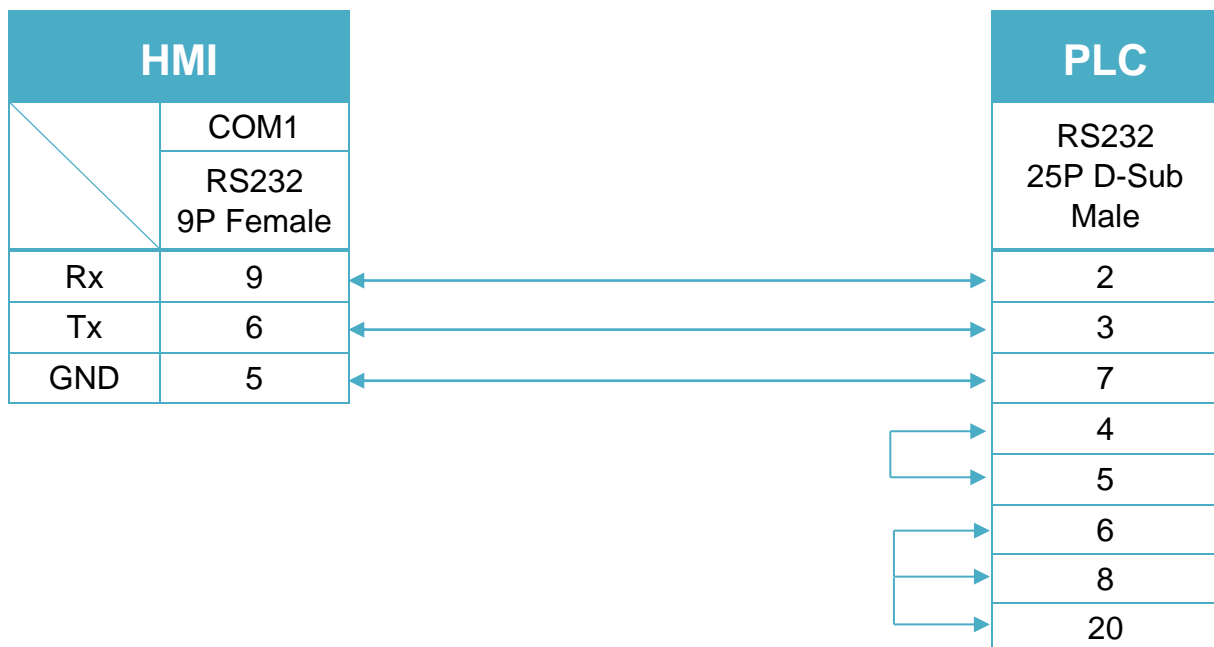 HMI
PLC
COM1
RS232
9P Female
RS232
25P D-Sub
Male
Rx 9 2
Tx 6 3
GND 5 7
4
5
6
8
20